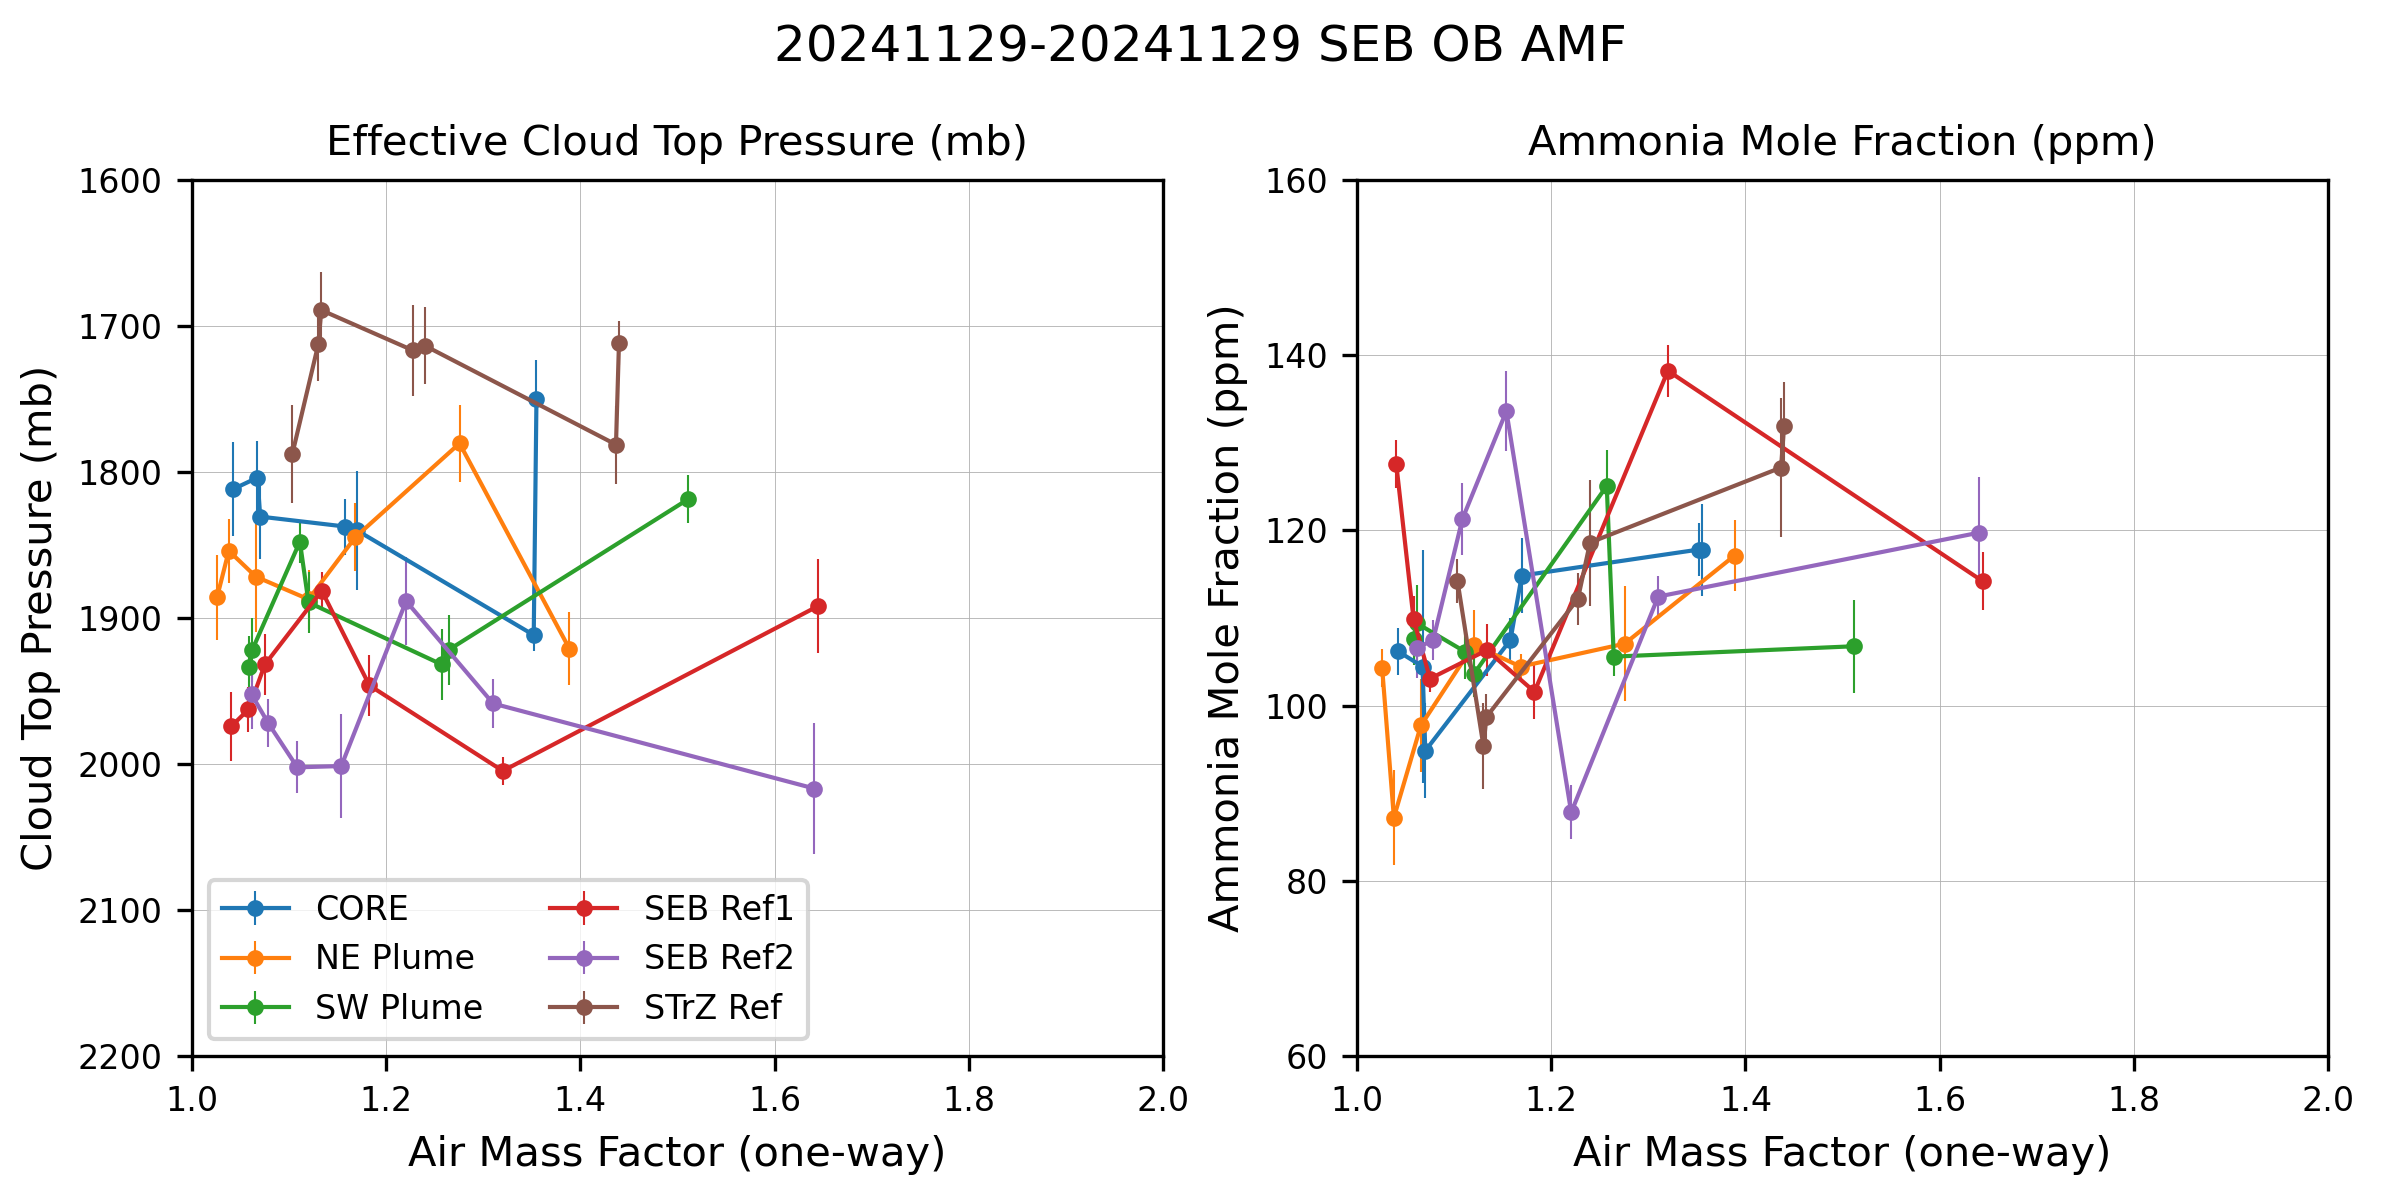 20241129-20241129 SEB OB AMF
Effective Cloud Top Pressure (mb)
Cloud Top Pressure (mb)
1600
1700
1800
1900
2000
2100
2200
CORE
NE Plume
SW Plume
SEB Ref1
SEB Ref2
STrZ Ref
1.0 1.2 1.4 1.6 1.8 2.0
Air Mass Factor (one-way)
Ammonia Mole Fraction (ppm)
Ammonia Mole Fraction (ppm)
160
140
120
100
80
60
1.0 1.2 1.4 1.6 1.8 2.0
Air Mass Factor (one-way)